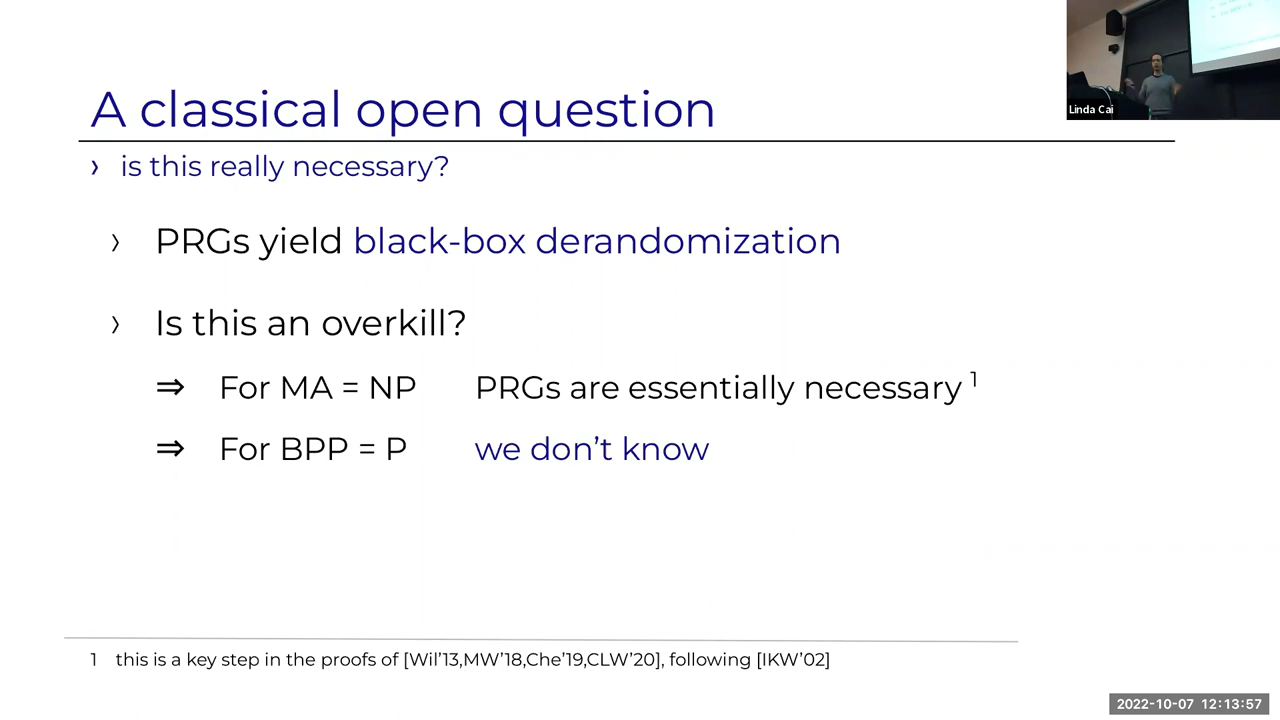 A classical open question
› is this really necessary?
› PRGs yield black-box derandomization
› Is this an overkill?
⇒ For MA = NP PRGs are essentially necessary 1
⇒ For BPP = P we don't know
1 this is a key step in the proofs of [Wil'13,MW'18,Che'19,CLW'20], following [IKW'02]
Linda Cai
2022-10-07 12:13:57